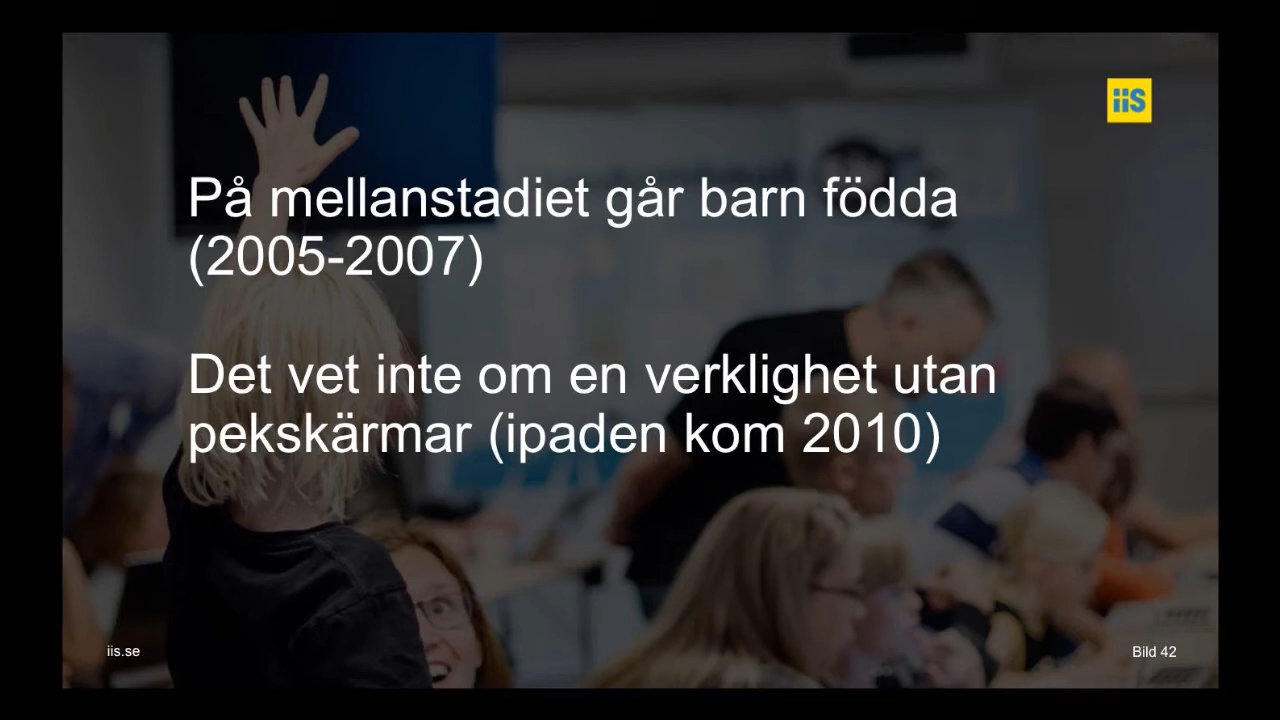 iis
På mellanstadiet går barn födda
(2005-2007)
Det vet inte om en verklighet utan
pekskärmar (ipaden kom 2010)
iis.se
Bild 42